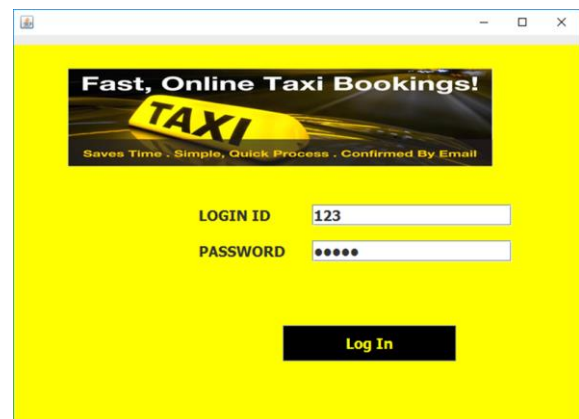 Fast, Online Taxi Bookings!
TAXI
Saves Time . Simple, Quick Process . Confirmed By Email
LOGIN ID 123
PASSWORD ●●●●●
Log In